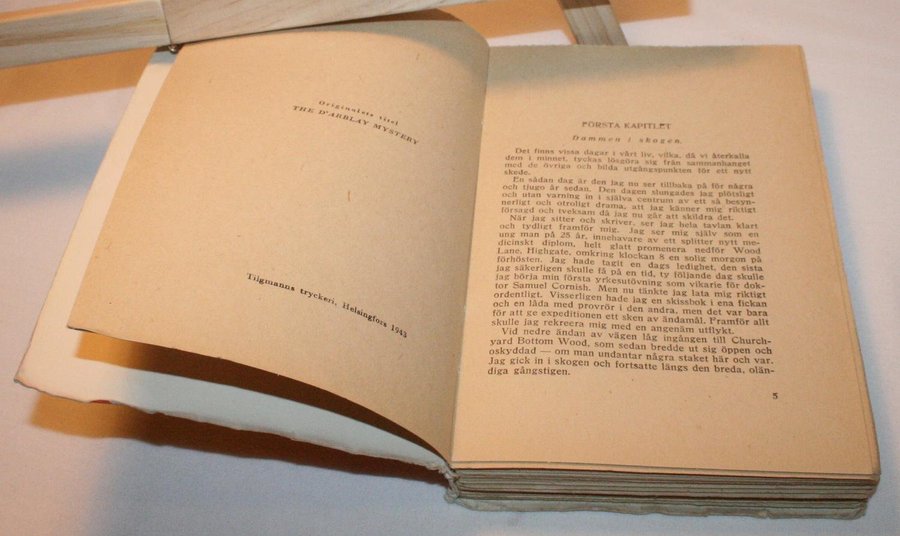 Originalets titel
THE D'ARBLAY MYSTERY
Tilgmanns tryckeri, Helsingfors 1943
FÖRSTA KAPITLET
Dammen i skogen.
Det finns vissa dagar i vårt liv, vilka, då vi återkalla
dem i minnet, tyckas lösgöra sig från sammanhanget
med de övriga och bilda utgångspunkten för ett nytt
skede.
En sådan dag är den jag nu ser tillbaka på för några
och tjugo år sedan. Den dagen slungades jag plötsligt
och utan varning in i själva centrum av ett så besyn-
nerligt och otroligt drama, att jag känner mig riktigt
försagd och tveksam då jag nu går att skildra det.
När jag sitter och skriver, ser jag hela tavlan klart
och tydligt framför mig. Jag ser mig själv som en
ung man på 25 år, innehavare av ett splitter nytt me-
dicinskt diplom, helt glatt promenera nedför Wood
Lane, Highgate, omkring klockan 8 en solig morgon på
förhösten. Jag hade tagit en dags ledighet, den sista
jag säkerligen skulle få på en tid, ty följande dag skulle
jag börja min första yrkesutövning som vikarie för dok-
tor Samuel Cornish. Men nu tänkte jag lata mig riktigt
ordentligt. Visserligen hade jag en skissbok i ena fickan
och en låda med provrör i den andra, men det var bara
för att ge expeditionen ett sken av ändamål. Framför allt
skulle jag rekreera mig med en angenäm utflykt.
Vid nedre ändan av vägen låg ingången till Church-
yard Bottom Wood, som sedan bredde ut sig öppen och
oskyddad — om man undantar några staket här och var.
Jag gick in i skogen och fortsatte längs den breda, olän-
diga gångstigen.
5